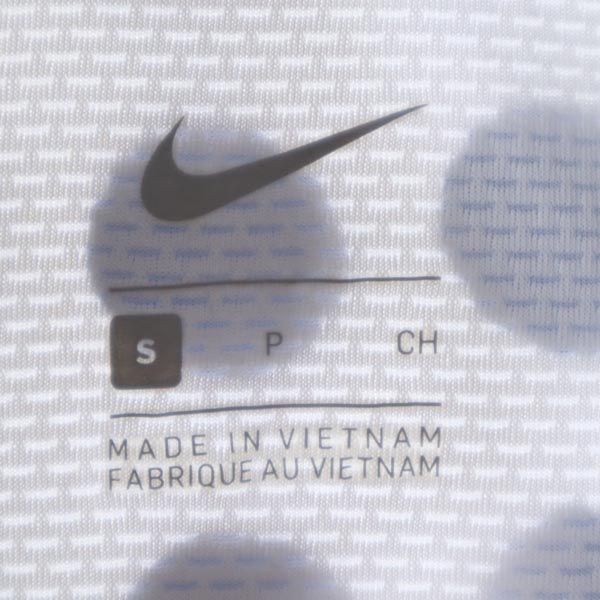 S P CH
MADE IN VIETNAM
FABRIQUE AU VIETNAM